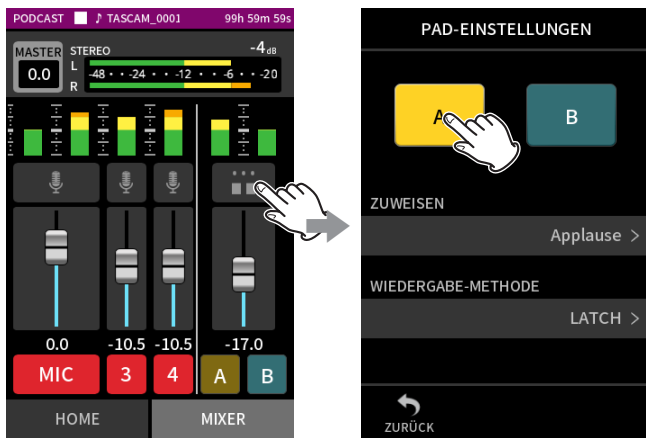 PODCAST ♪ TASCAM_0001 99h 59m 59s
MASTER STEREO -4dB
0.0 L -48 · · -24 · · -12 · · -6 · · -20
R
0.0 -10.5 -10.5 -17.0
MIC 3 4 A B
HOME MIXER
PAD-EINSTELLUNGEN
A B
ZUWEISEN
Applause >
WIEDERGABE-METHODE
LATCH >
ZURÜCK